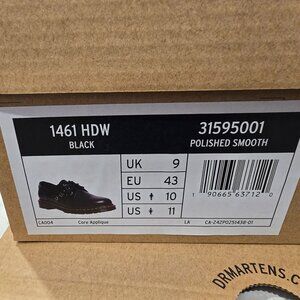 1461 HDW
31595001
BLACK
POLISHED SMOOTH
UK 9
EU 43
US 10
US 11
1 90665 63712 0
CA004
Core Applique
LA
CA-24ZP0251438-01
DRMARTENS.C